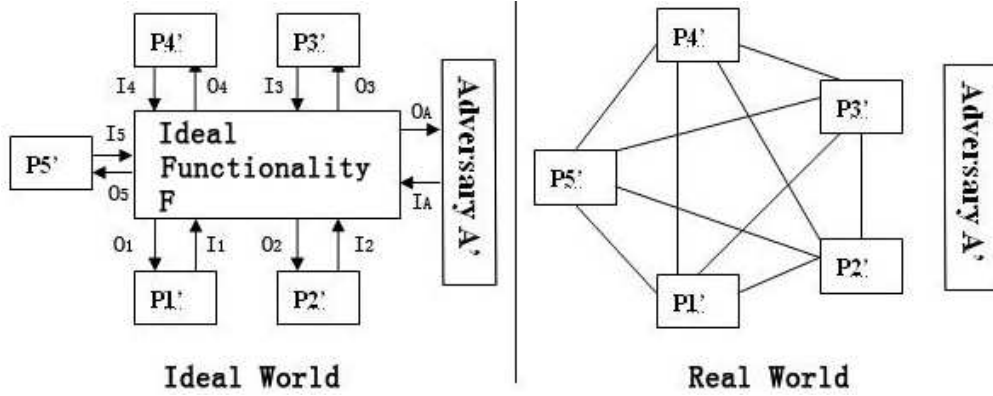 P4’
P3’
I4
O4
I3
O3
Ideal
Functionality
F
OA
IA
Adversary A’
P5’
I5
O5
O1
I1
O2
I2
P1’
P2’
Ideal World
P4’
P3’
P5’
P2’
P1’
Adversary A’
Real World